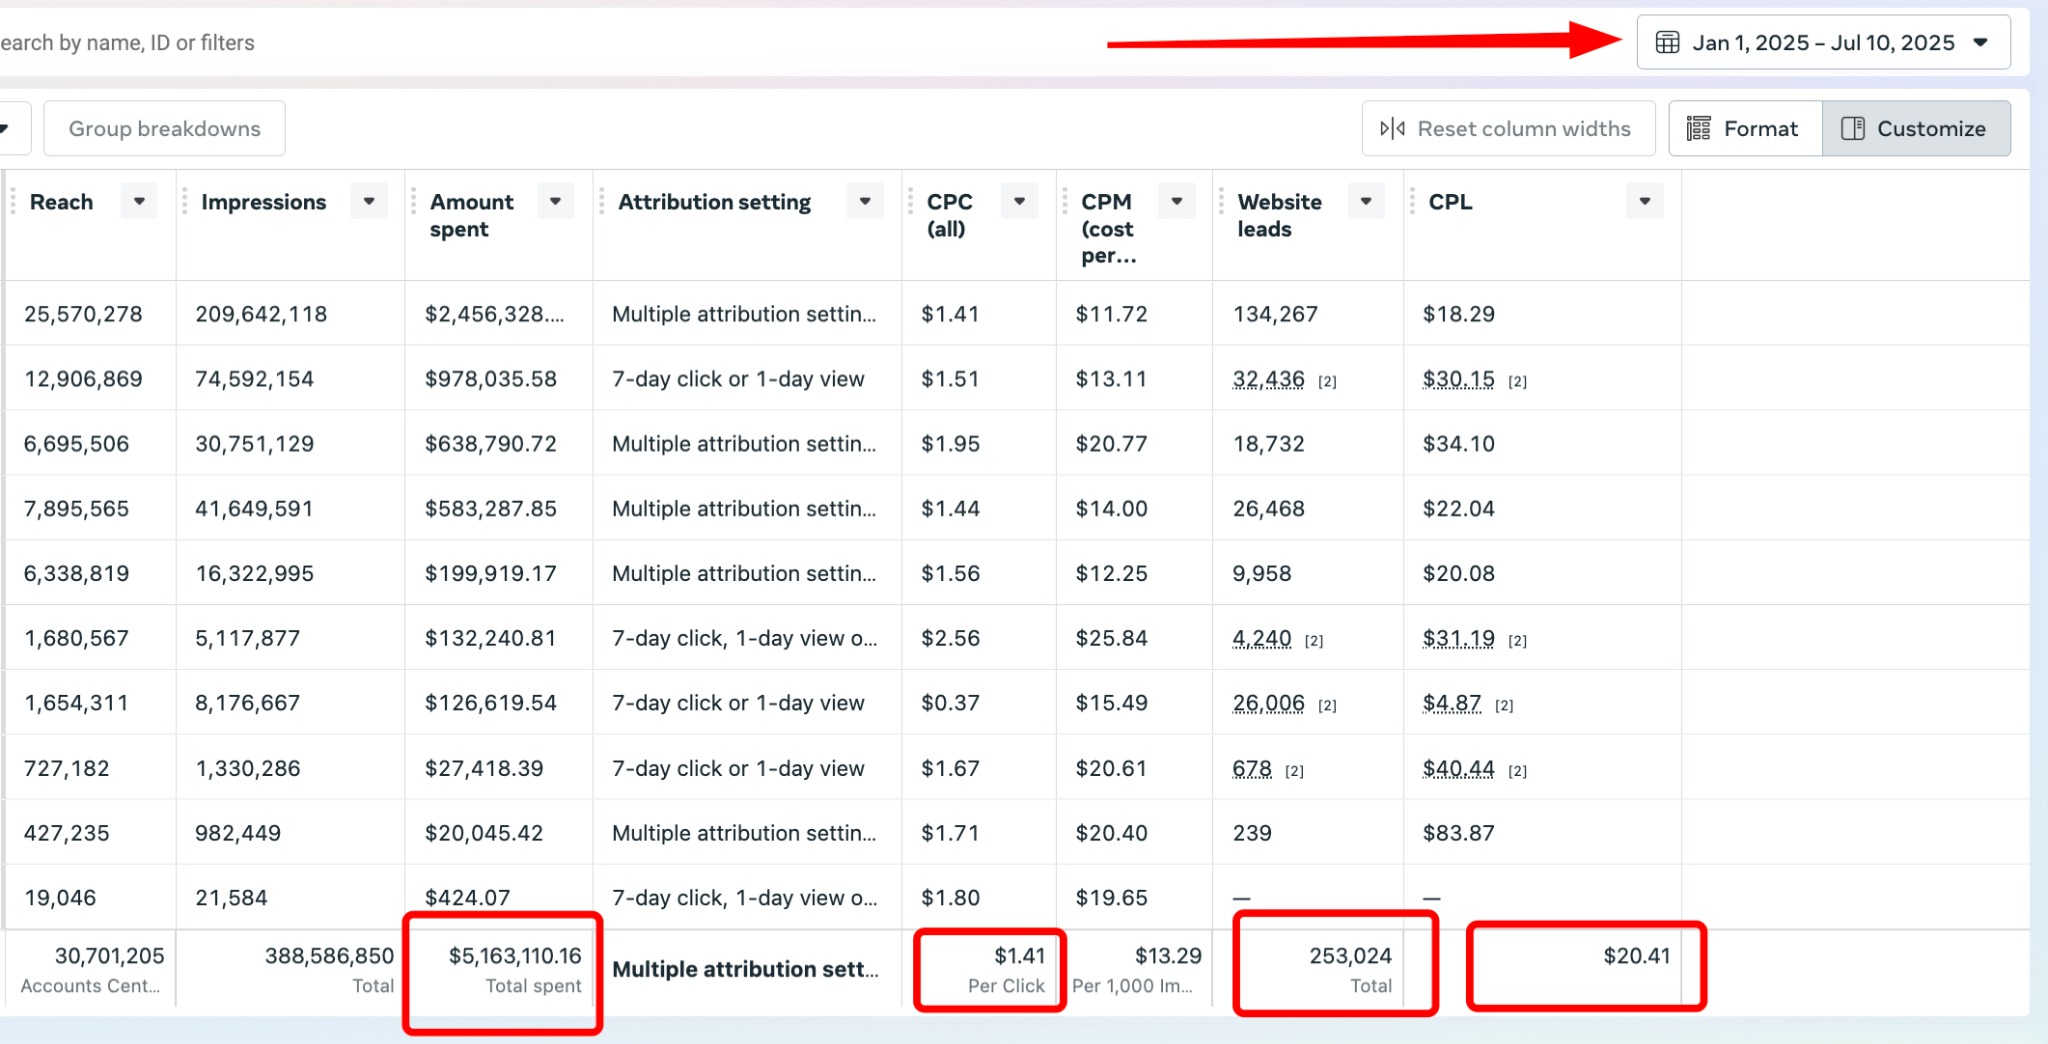 earch by name, ID or filters
Jan 1, 2025 – Jul 10, 2025
Group breakdowns
Reset column widths
Format
Customize
Reach Impressions Amount spent Attribution setting CPC (all) CPM (cost per... Website leads CPL
25,570,278 209,642,118 $2,456,328.... Multiple attribution settin... $1.41 $11.72 134,267 $18.29
12,906,869 74,592,154 $978,035.58 7-day click or 1-day view $1.51 $13.11 32,436 [2] $30.15 [2]
6,695,506 30,751,129 $638,790.72 Multiple attribution settin... $1.95 $20.77 18,732 $34.10
7,895,565 41,649,591 $583,287.85 Multiple attribution settin... $1.44 $14.00 26,468 $22.04
6,338,819 16,322,995 $199,919.17 Multiple attribution settin... $1.56 $12.25 9,958 $20.08
1,680,567 5,117,877 $132,240.81 7-day click, 1-day view o... $2.56 $25.84 4,240 [2] $31.19 [2]
1,654,311 8,176,667 $126,619.54 7-day click or 1-day view $0.37 $15.49 26,006 [2] $4.87 [2]
727,182 1,330,286 $27,418.39 7-day click or 1-day view $1.67 $20.61 678 [2] $40.44 [2]
427,235 982,449 $20,045.42 Multiple attribution settin... $1.71 $20.40 239 $83.87
19,046 21,584 $424.07 7-day click, 1-day view o... $1.80 $19.65 — —
30,701,205 388,586,850 $5,163,110.16 Multiple attribution sett... $1.41 $13.29 253,024 $20.41
Accounts Cent... Total Total spent Per Click Per 1,000 Im... Total